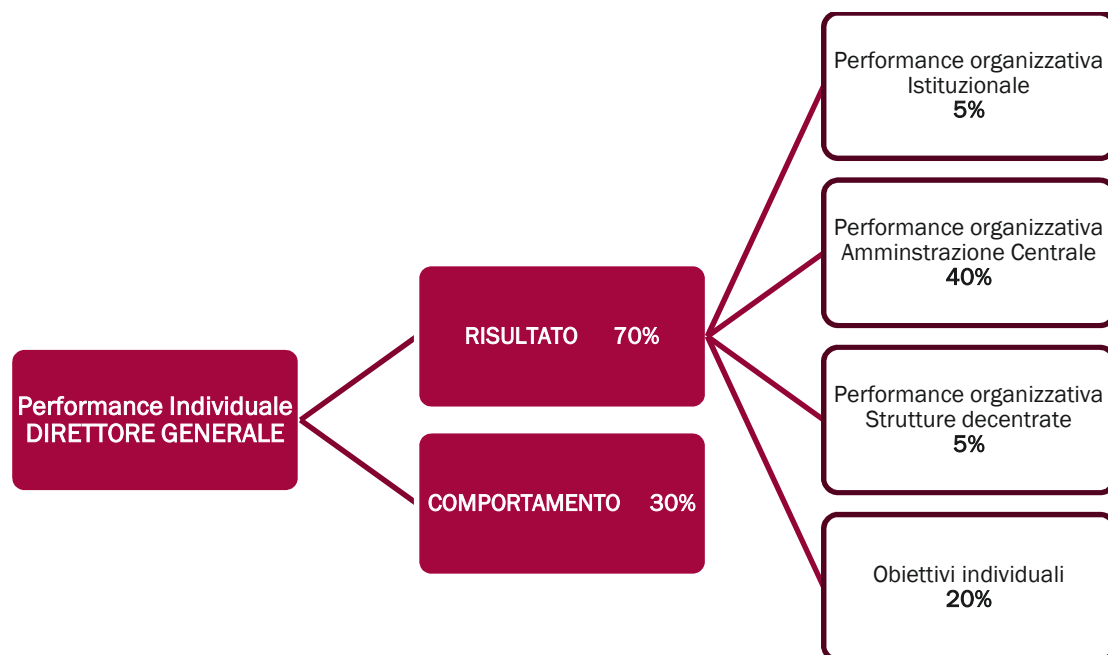 Performance Individuale
DIRETTORE GENERALE
RISULTATO 70%
COMPORTAMENTO 30%
Performance organizzativa
Istituzionale
5%
Performance organizzativa
Amminstrazione Centrale
40%
Performance organizzativa
Strutture decentrate
5%
Obiettivi individuali
20%